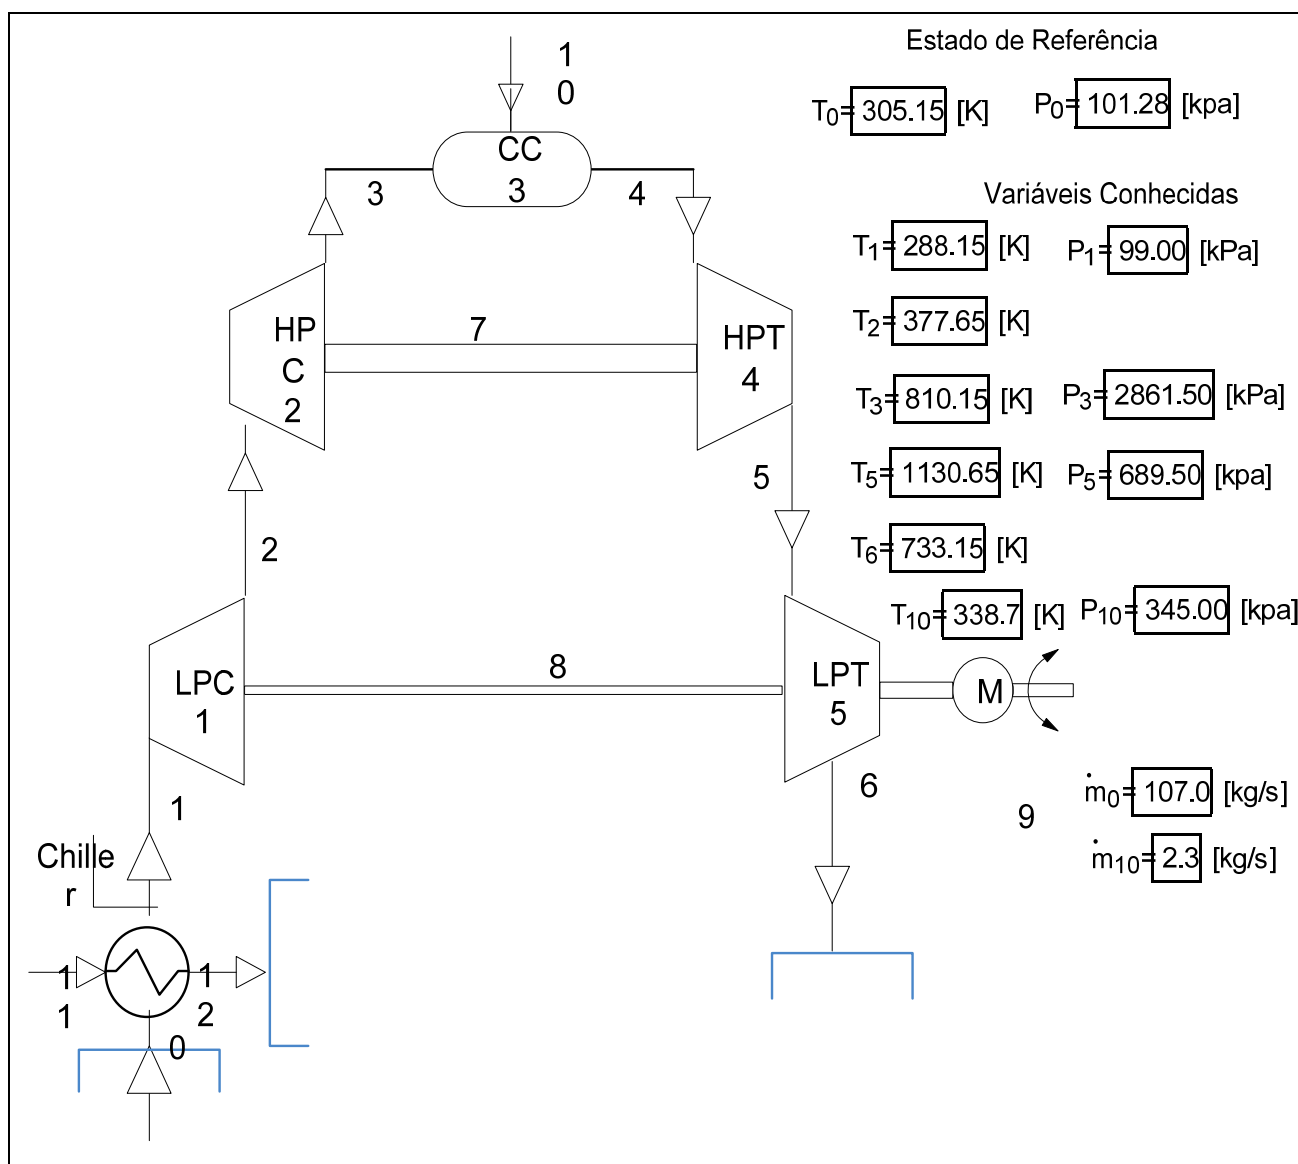 Estado de Referência
T0= 305.15 [K] P0= 101.28 [kpa]
Variáveis Conhecidas
T1= 288.15 [K] P1= 99.00 [kPa]
T2= 377.65 [K]
T3= 810.15 [K] P3= 2861.50 [kPa]
T5= 1130.65 [K] P5= 689.50 [kpa]
T6= 733.15 [K]
T10= 338.7 [K] P10= 345.00 [kpa]
ṁ0= 107.0 [kg/s]
ṁ10= 2.3 [kg/s]
1
0
CC
3
3
4
HP
C
2
7
HPT
4
5
2
LPC
1
8
LPT
5
M
1
6
9
Chille
r
1
1
1
2
0